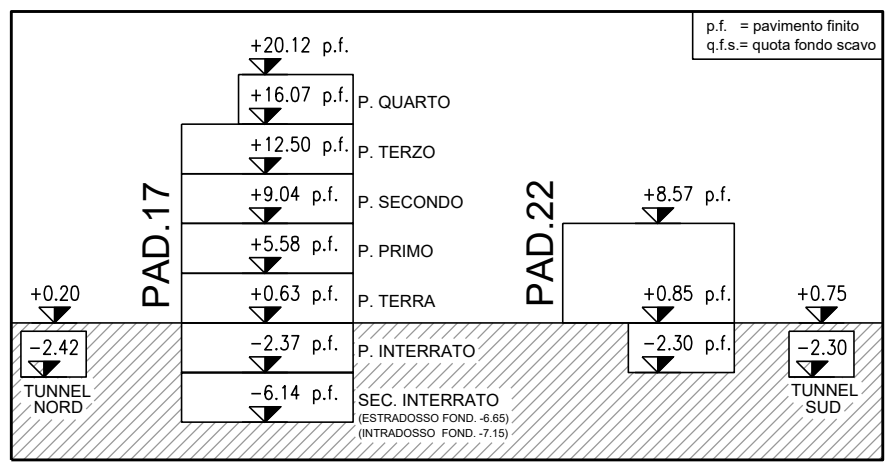 p.f. = pavimento finito
q.f.s.= quota fondo scavo
+20.12 p.f.
+16.07 p.f.
P. QUARTO
+12.50 p.f.
P. TERZO
PAD.17
+9.04 p.f.
P. SECONDO
+5.58 p.f.
P. PRIMO
+0.63 p.f.
P. TERRA
-2.37 p.f.
P. INTERRATO
-6.14 p.f.
SEC. INTERRATO
(ESTRADOSSO FOND. -6.65)
(INTRADOSSO FOND. -7.15)
+0.20
-2.42
TUNNEL
NORD
PAD.22
+8.57 p.f.
+0.85 p.f.
-2.30 p.f.
+0.75
-2.30
TUNNEL
SUD